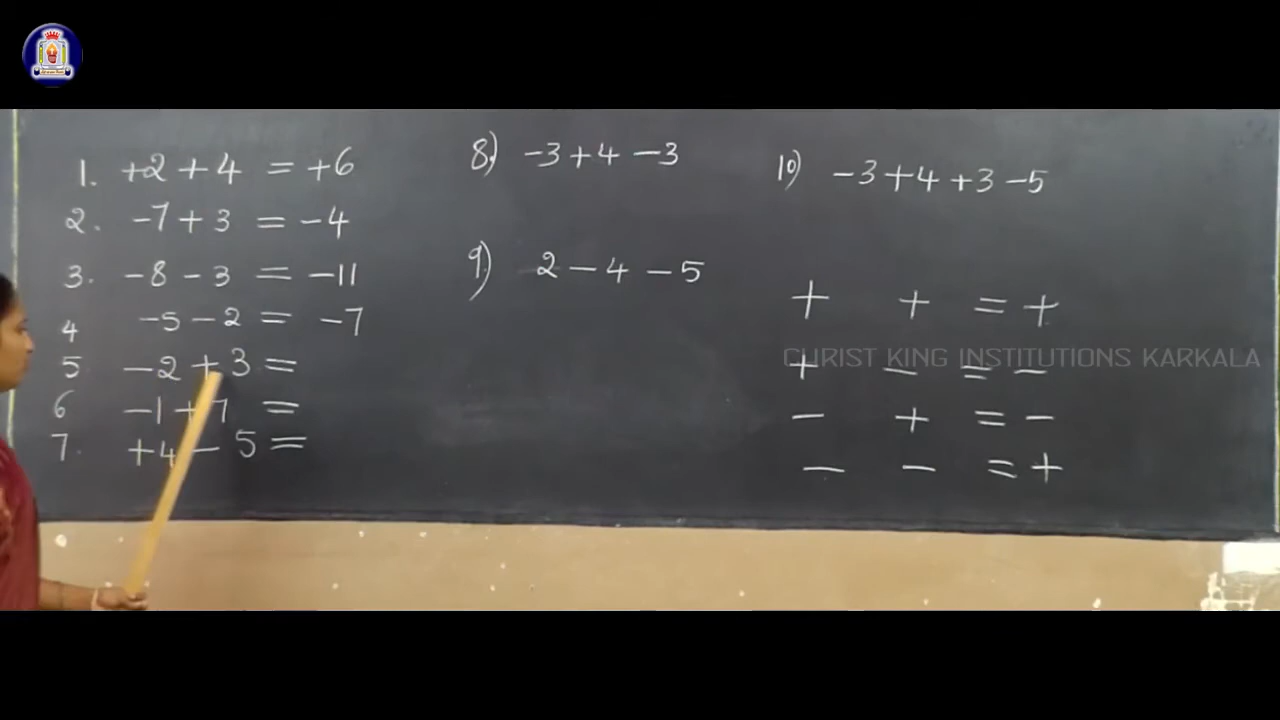 1. +2 + 4 = +6
2. -7 + 3 = -4
3. -8 - 3 = -11
4 -5 - 2 = -7
5. -2 + 3 =
6 -1 + 7 =
7. +4 - 5 =
8) -3 + 4 - 3
9) 2 - 4 - 5
10) -3 + 4 + 3 - 5
+ + = +
+ - = -
- + = -
- - = +
CHRIST KING INSTITUTIONS KARKALA